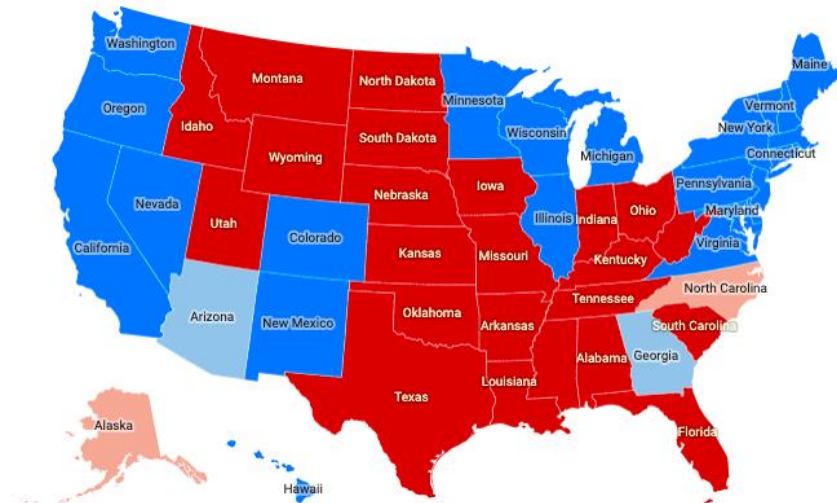 Washington
Maine
Montana
North Dakota
Minnesota
Vermont
Oregon
Idaho
Wisconsin
New York
South Dakota
Wyoming
Michigan
Connecticut
Iowa
Pennsylvania
Nebraska
Nevada
Utah
Illinois
Indiana
Ohio
Maryland
Colorado
California
Virginia
Kansas
Missouri
Kentucky
North Carolina
Tennessee
Arizona
New Mexico
Oklahoma
Arkansas
South Carolina
Alabama
Georgia
Louisiana
Texas
Alaska
Florida
Hawaii